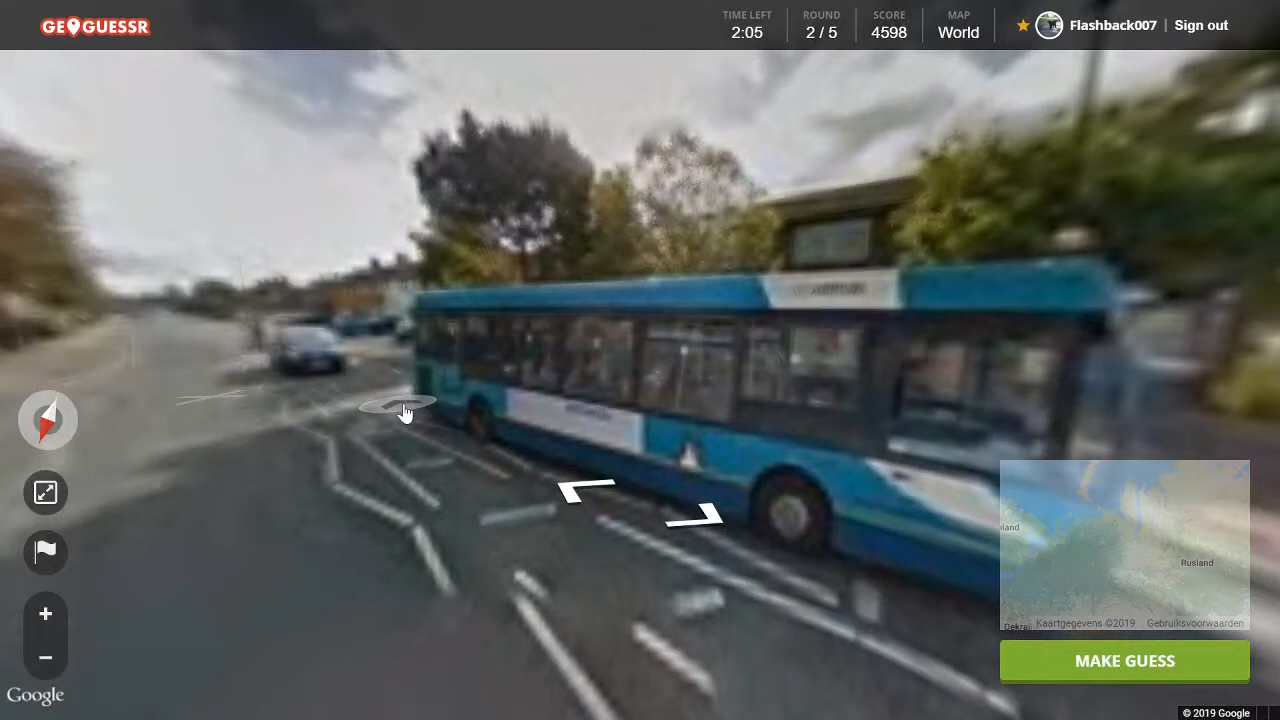 GEOGUESSR
TIME LEFT
2:05
ROUND
2 / 5
SCORE
4598
MAP
World
Flashback007 | Sign out
Rusland
Kaartgegevens ©2019 Gebruiksvoorwaarden
MAKE GUESS
Google
© 2019 Google